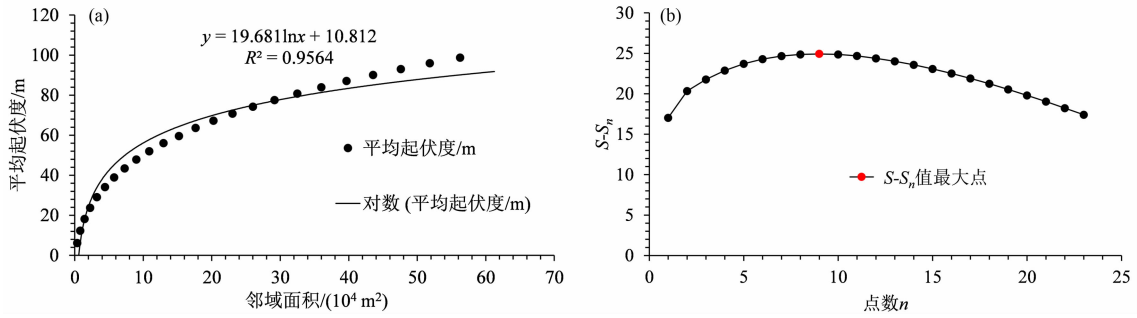 (a)
y = 19.681lnx + 10.812
R² = 0.9564
120
100
80
60
40
20
0
平均起伏度/m
平均起伏度/m
对数 (平均起伏度/m)
0 10 20 30 40 50 60 70
邻域面积/(10⁴ m²)
(b)
30
25
20
15
10
5
0
S-Sₙ
S-Sₙ值最大点
0 5 10 15 20 25
点数n